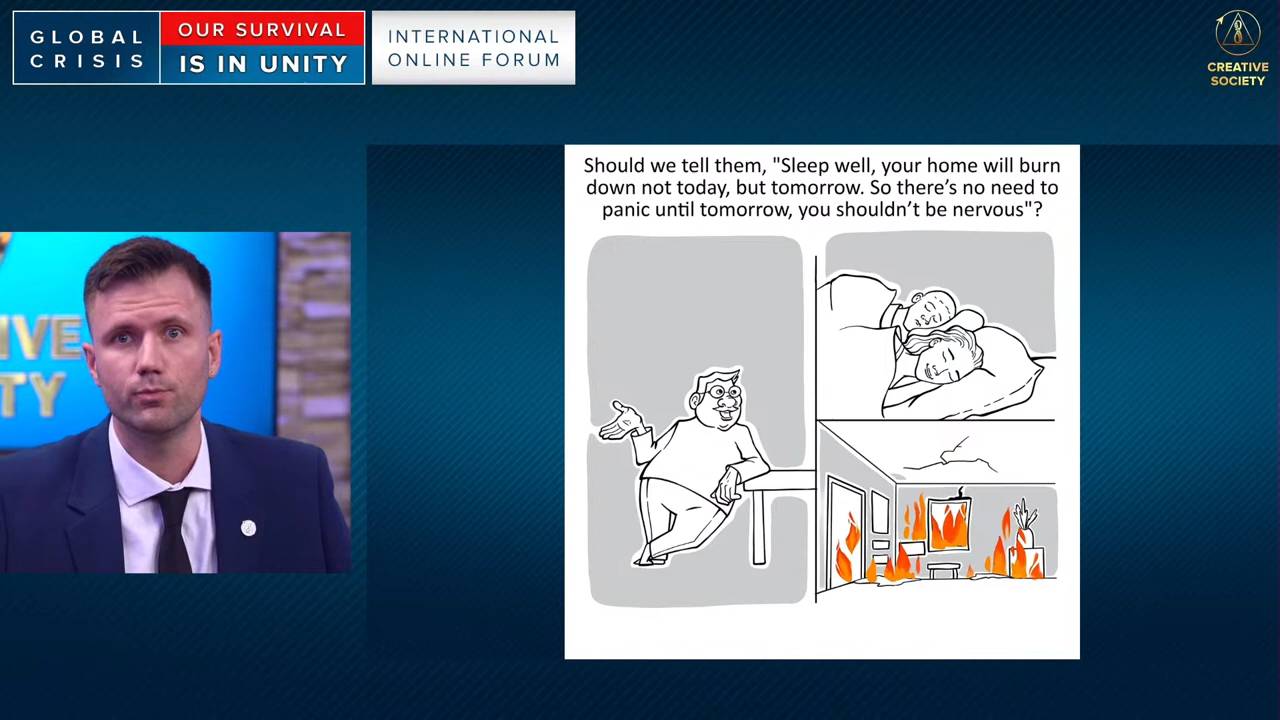 GLOBAL
CRISIS
OUR SURVIVAL
IS IN UNITY
INTERNATIONAL
ONLINE FORUM
CREATIVE
SOCIETY
Should we tell them, "Sleep well, your home will burn
down not today, but tomorrow. So there's no need to
panic until tomorrow, you shouldn't be nervous"?
IVE
TY